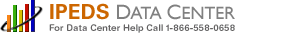 IPEDS DATA CENTER
For Data Center Help Call 1-866-558-0658